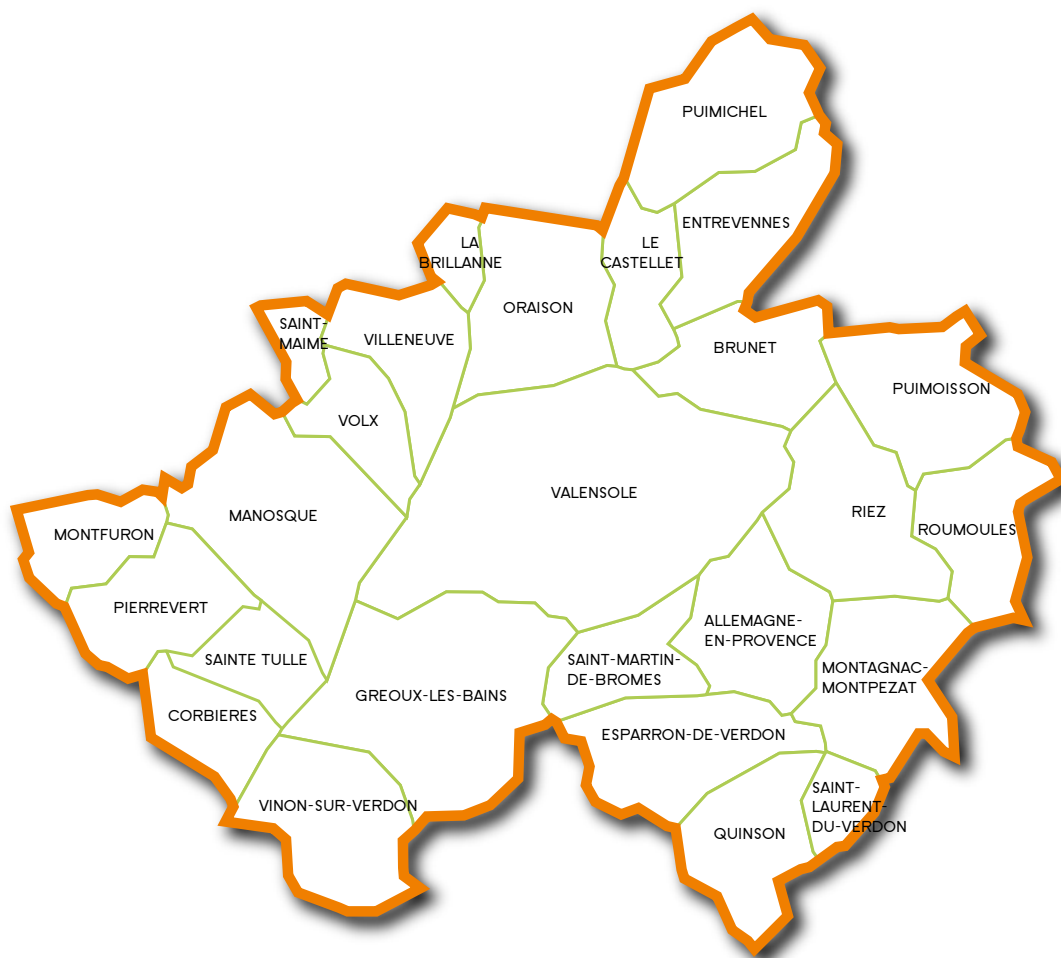 PUIMICHEL
ENTREVENNES
LA
BRILLANNE
LE
CASTELLET
ORAISON
SAINT-
MAIME
VILLENEUVE
BRUNET
PUIMOISSON
VOLX
VALENSOLE
MANOSQUE
RIEZ
ROUMOULES
MONTFURON
PIERREVERT
ALLEMAGNE-
EN-PROVENCE
SAINTE TULLE
SAINT-MARTIN-
DE-BROMES
MONTAGNAC-
MONTPEZAT
GREOUX-LES-BAINS
CORBIERES
ESPARRON-DE-VERDON
VINON-SUR-VERDON
SAINT-
LAURENT-
DU-VERDON
QUINSON